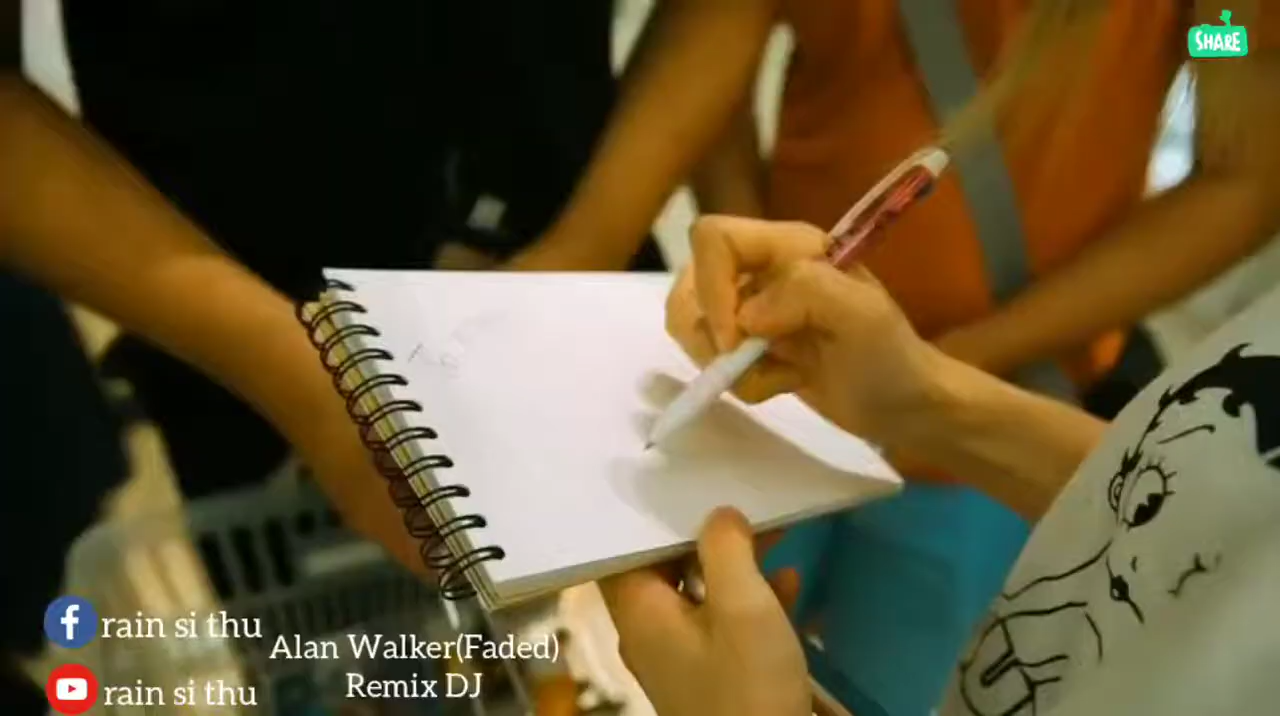 SHARE
rain si thu
Alan Walker(Faded)
Remix DJ
rain si thu